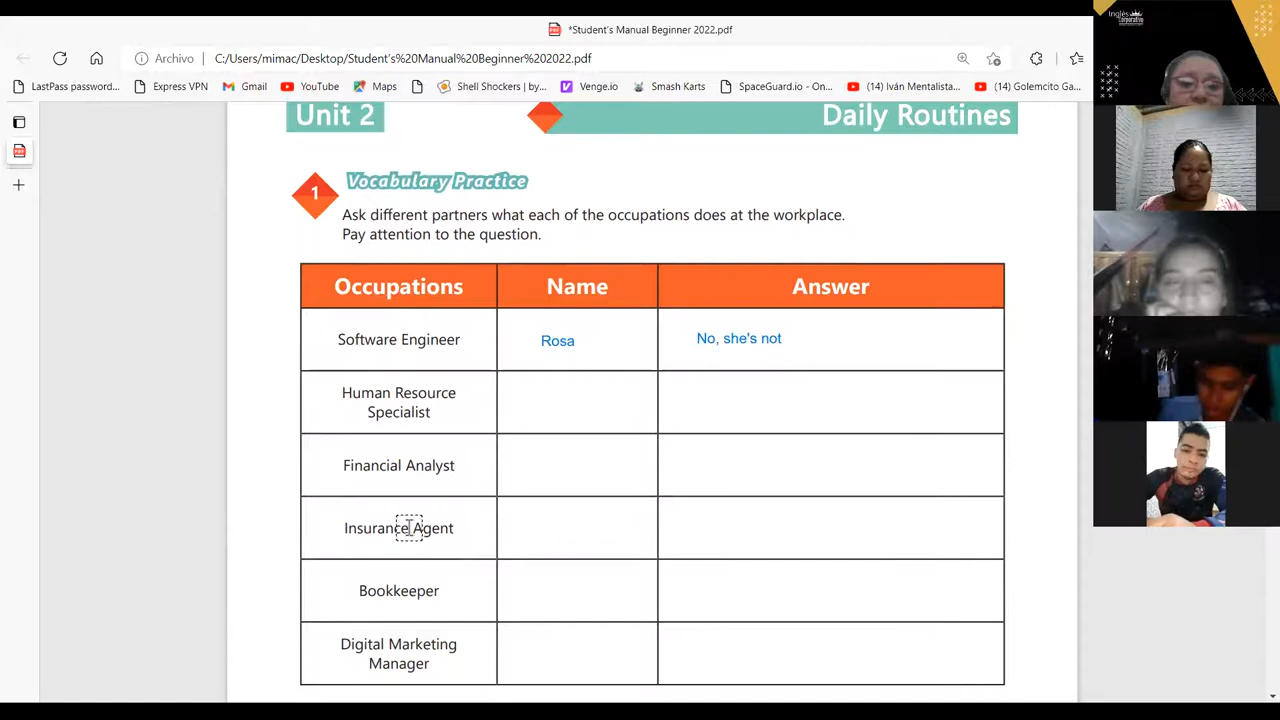 *Student's Manual Beginner 2022.pdf
Archivo
C:/Users/mimac/Desktop/Student's%20Manual%20Beginner%202022.pdf
LastPass password...
Express VPN
Gmail
YouTube
Maps
Shell Shockers | by...
Venge.io
Smash Karts
SpaceGuard.io - On...
(14) Iván Mentalista...
(14) Golemcito Ga...
Inglés
Corporativo
Unit 2
Daily Routines
1
Vocabulary Practice
Ask different partners what each of the occupations does at the workplace.
Pay attention to the question.
Occupations
Name
Answer
Software Engineer
Rosa
No, she's not
Human Resource
Specialist
Financial Analyst
Insurance Agent
Bookkeeper
Digital Marketing
Manager